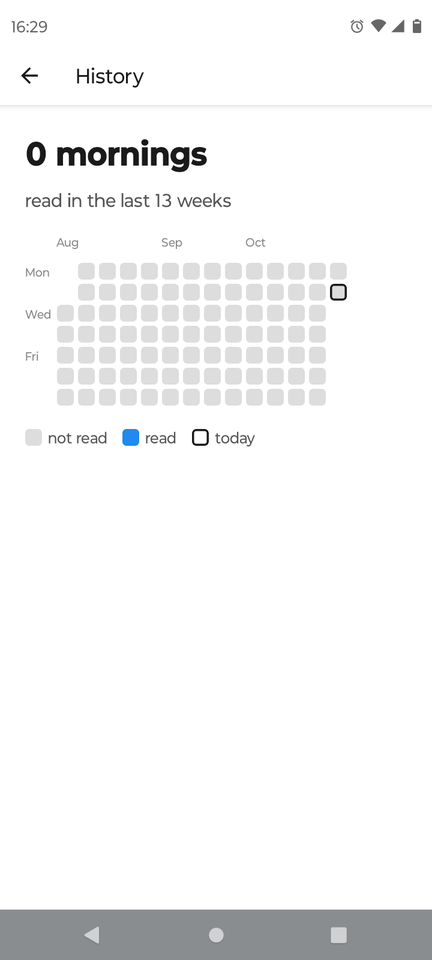 16:29
History
0 mornings
read in the last 13 weeks
Aug Sep Oct
Mon
Wed
Fri
not read read today